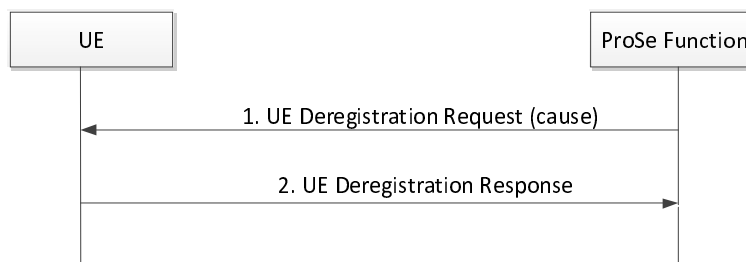 UE
ProSe Function
1. UE Deregistration Request (cause)
2. UE Deregistration Response